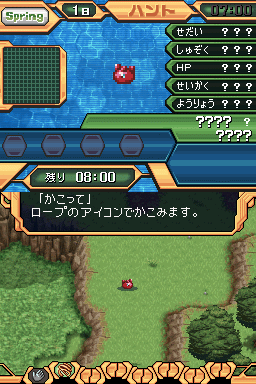 Spring 1日 ハント 07:00
せだい ? ? ?
しゅぞく ? ? ?
HP ? ? ?
せいかく ? ? ?
ようりょう ? ? ?
???? ?
????
残り 08:00
「かこって」
ロープのアイコンでかこみます。